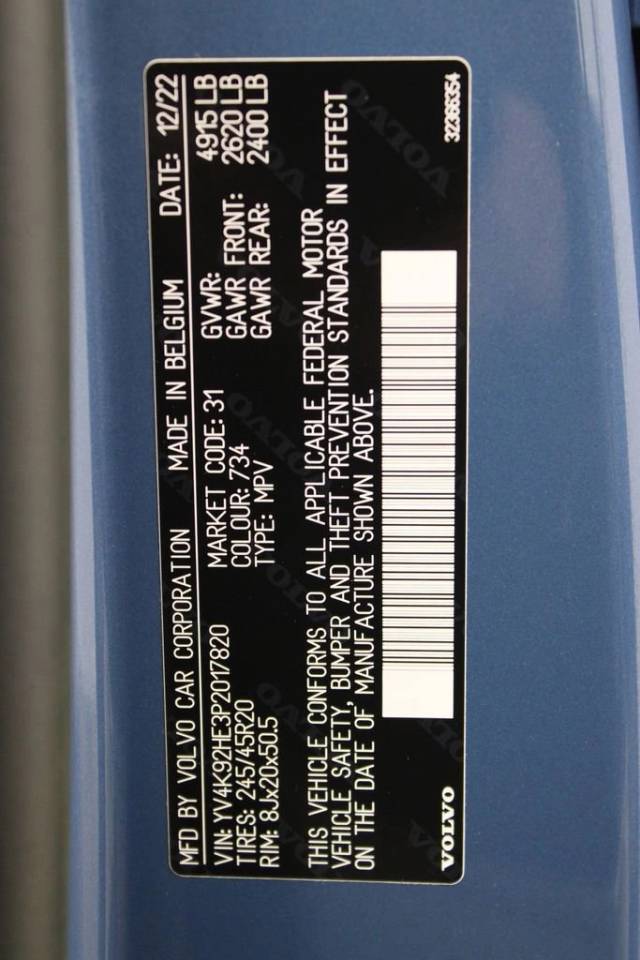 MFD BY VOLVO CAR CORPORATION MADE IN BELGIUM DATE: 12/22
VIN: YV4K92HE3P2017820 MARKET CODE: 31 GVWR: 4915 LB
TIRES: 245/45R20 COLOUR: 734 GAWR FRONT: 2620 LB
RIM: 8Jx20x50.5 TYPE: MPV GAWR REAR: 2400 LB
THIS VEHICLE CONFORMS TO ALL APPLICABLE FEDERAL MOTOR
VEHICLE SAFETY, BUMPER AND THEFT PREVENTION STANDARDS IN EFFECT
ON THE DATE OF MANUFACTURE SHOWN ABOVE.
VOLVO 32366354